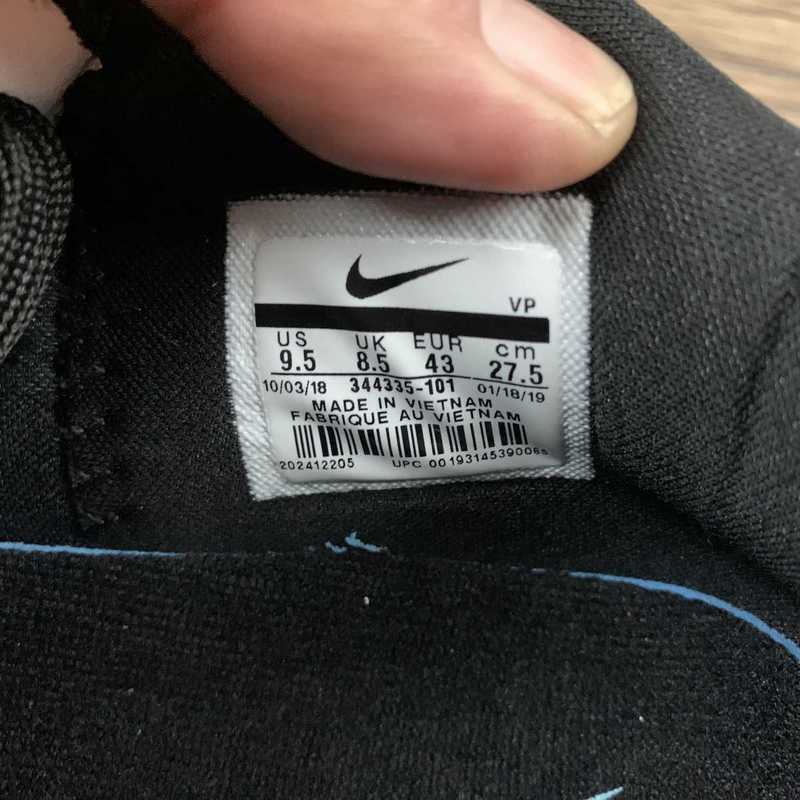 VP
US UK EUR cm
9.5 8.5 43 27.5
10/03/18 344335-101 01/18/19
MADE IN VIETNAM
FABRIQUE AU VIETNAM
202412205 UPC 00193145390065